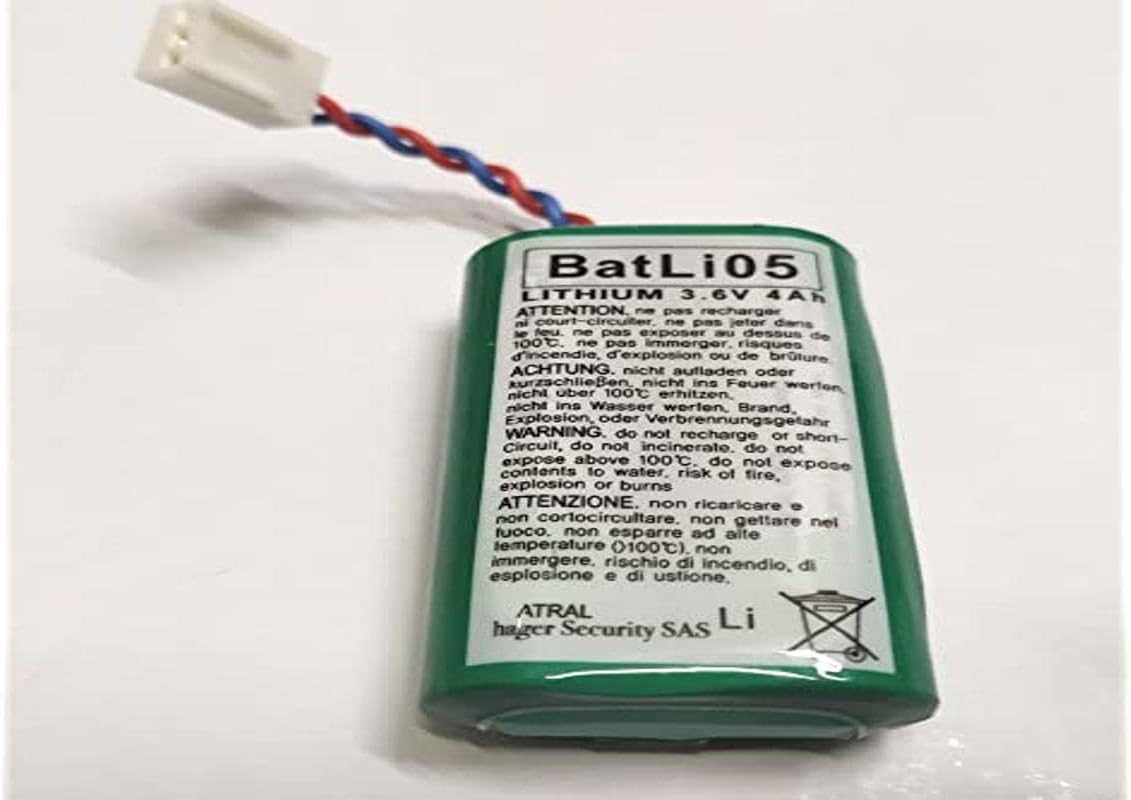 BatLi05
LITHIUM 3.6V 4Ah
ATTENTION. ne pas recharger
ni court-circuiter, ne pas jeter dans
le feu. ne pas exposer au dessus de
100℃. ne pas immerger. risques
d'incendie, d'explosion ou de brûlure.
ACHTUNG. nicht aufladen oder
kurzschließen, nicht ins Feuer werfen,
nicht über 100℃ erhitzen,
nicht ins Wasser werfen, Brand,
Explosion, oder Verbrennungsgefahr
WARNING. do not recharge or short-
Circuit, do not incinerate. do not
expose above 100℃. do not expose
contents to water, risk of fire,
explosion or burns
ATTENZIONE. non ricaricare e
non cortocircultare, non gettare nel
fuoco. non esparre ad alte
temperature ()100℃). non
immergere. rischio di incendio, di
esplosione e di ustione.
ATRAL
hager Security SAS Li